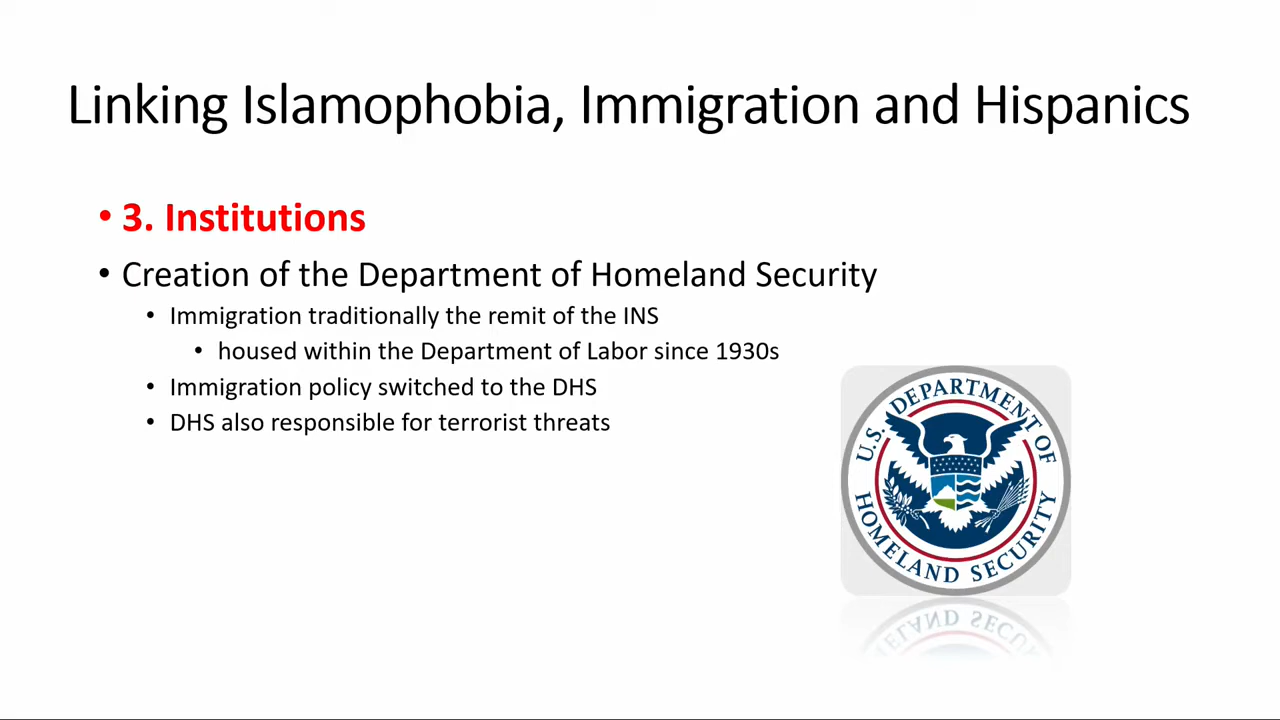 Linking Islamophobia, Immigration and Hispanics
• 3. Institutions
• Creation of the Department of Homeland Security
• Immigration traditionally the remit of the INS
• housed within the Department of Labor since 1930s
• Immigration policy switched to the DHS
• DHS also responsible for terrorist threats
U.S. DEPARTMENT OF
HOMELAND SECURITY